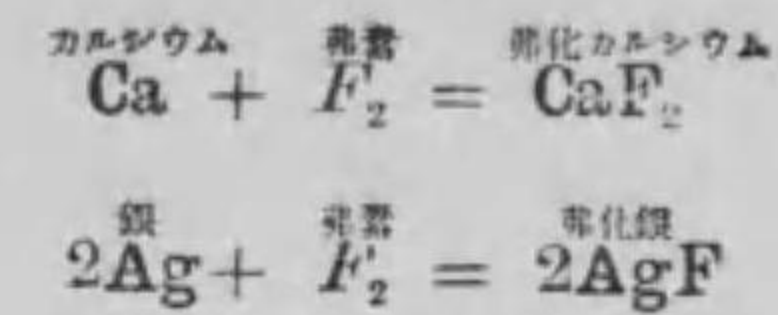 カルシウム 弗素 弗化カルシウム
Ca + F₂ = CaF₂
銀 弗素 弗化銀
2Ag + F₂ = 2AgF